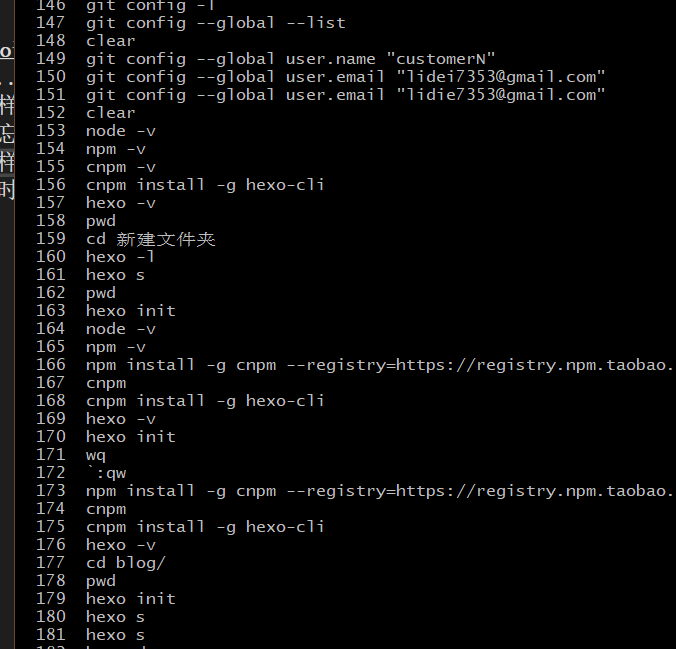 146 git config -l
147 git config --global --list
148 clear
149 git config --global user.name "customerN"
150 git config --global user.email "lidei7353@gmail.com"
151 git config --global user.email "lidie7353@gmail.com"
152 clear
153 node -v
154 npm -v
155 cnpm -v
156 cnpm install -g hexo-cli
157 hexo -v
158 pwd
159 cd 新建文件夹
160 hexo -l
161 hexo s
162 pwd
163 hexo init
164 node -v
165 npm -v
166 npm install -g cnpm --registry=https://registry.npm.taobao.
167 cnpm
168 cnpm install -g hexo-cli
169 hexo -v
170 hexo init
171 wq
172 `:qw
173 npm install -g cnpm --registry=https://registry.npm.taobao.
174 cnpm
175 cnpm install -g hexo-cli
176 hexo -v
177 cd blog/
178 pwd
179 hexo init
180 hexo s
181 hexo s